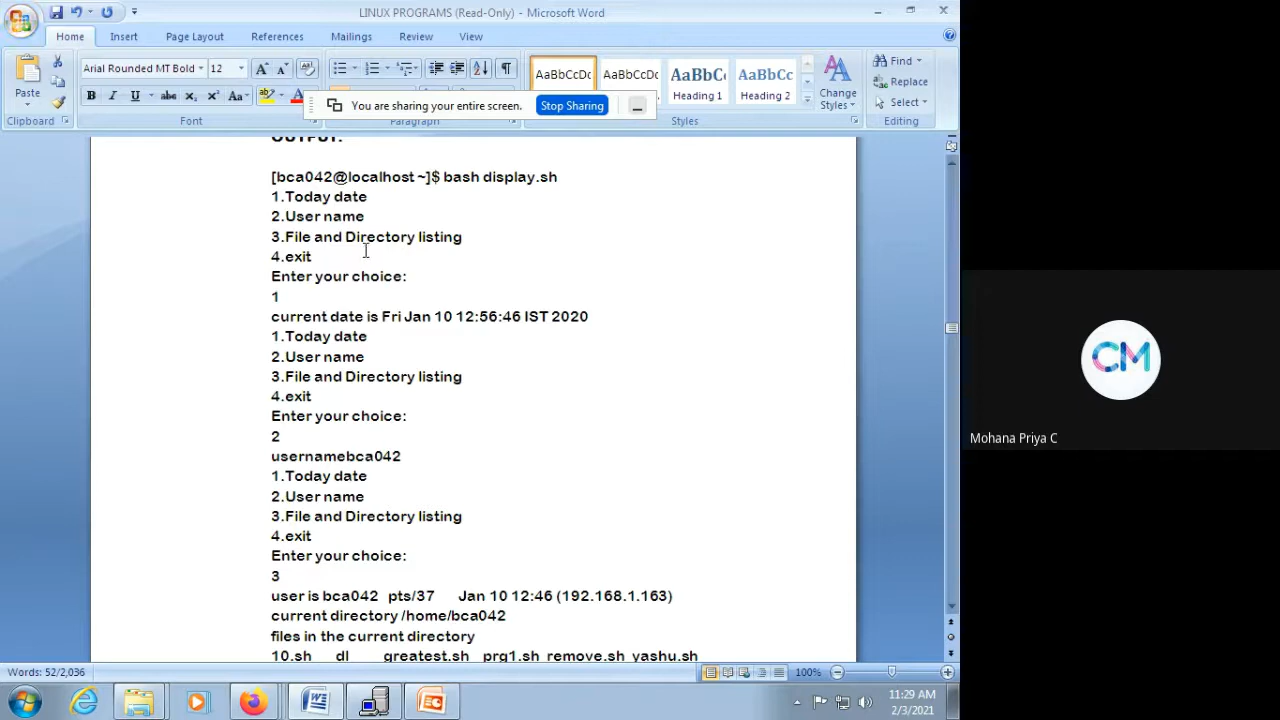 LINUX PROGRAMS (Read-Only) - Microsoft Word
Home Insert Page Layout References Mailings Review View
Paste
Clipboard
Arial Rounded MT Bold 12
B I U abc x₂ x² Aa
Font
Paragraph
You are sharing your entire screen. Stop Sharing
AaBbCcDc AaBbCcDc AaBbC AaBbCc
Heading 1 Heading 2
Styles
Change Styles
Find
Replace
Select
Editing
OUTPUT:
[bca042@localhost ~]$ bash display.sh
1.Today date
2.User name
3.File and Directory listing
4.exit
Enter your choice:
1
current date is Fri Jan 10 12:56:46 IST 2020
1.Today date
2.User name
3.File and Directory listing
4.exit
Enter your choice:
2
usernamebca042
1.Today date
2.User name
3.File and Directory listing
4.exit
Enter your choice:
3
user is bca042 pts/37 Jan 10 12:46 (192.168.1.163)
current directory /home/bca042
files in the current directory
10.sh dl greatest.sh prg1.sh remove.sh yashu.sh
Words: 52/2,036
100%
11:29 AM
2/3/2021
CM
Mohana Priya C